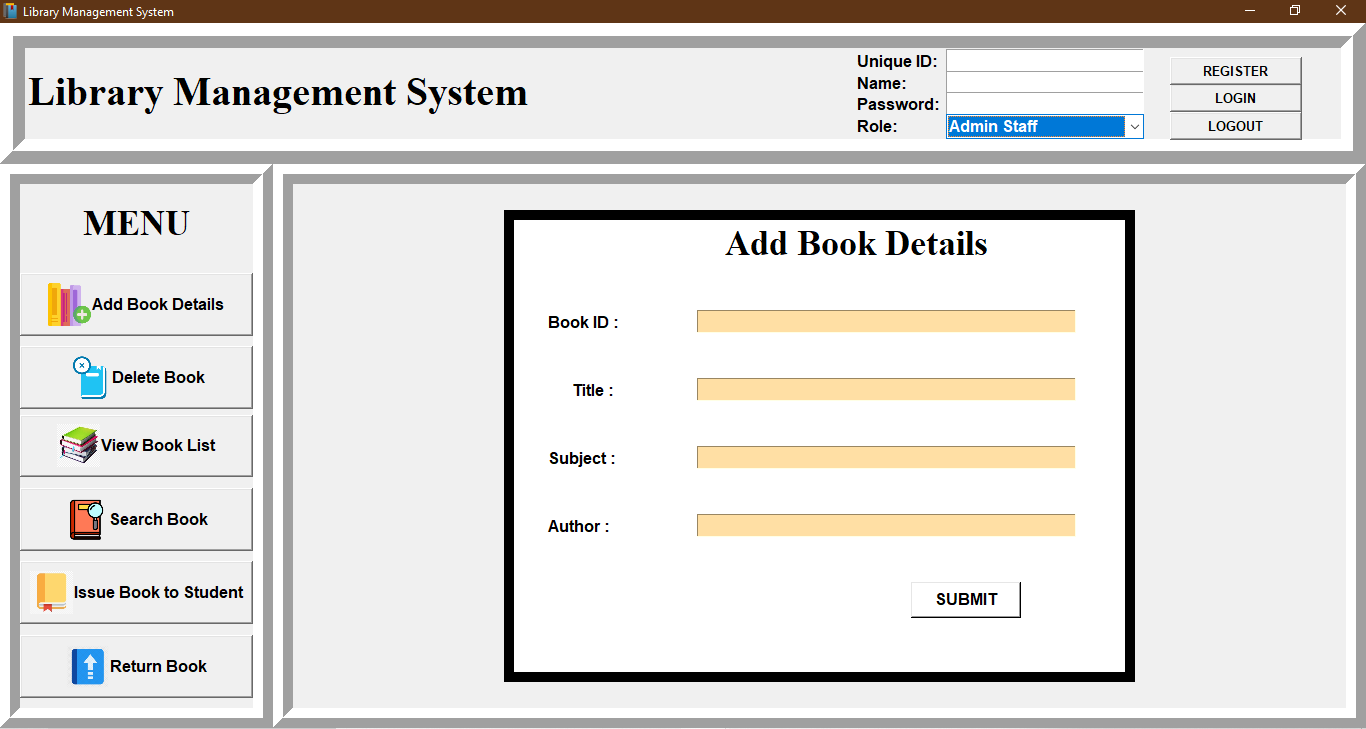 Library Management System
Library Management System
Unique ID:
Name:
Password:
Role: Admin Staff
REGISTER
LOGIN
LOGOUT
MENU
Add Book Details
Delete Book
View Book List
Search Book
Issue Book to Student
Return Book
Add Book Details
Book ID :
Title :
Subject :
Author :
SUBMIT